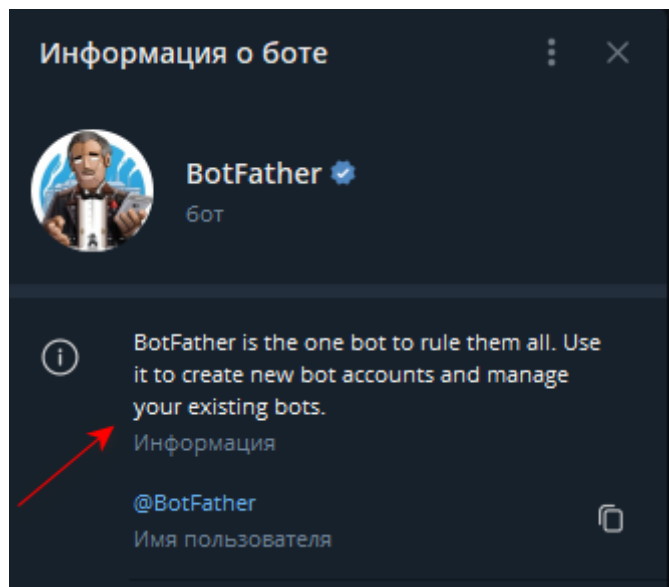 Информация о боте
BotFather
бот
BotFather is the one bot to rule them all. Use
it to create new bot accounts and manage
your existing bots.
Информация
@BotFather
Имя пользователя